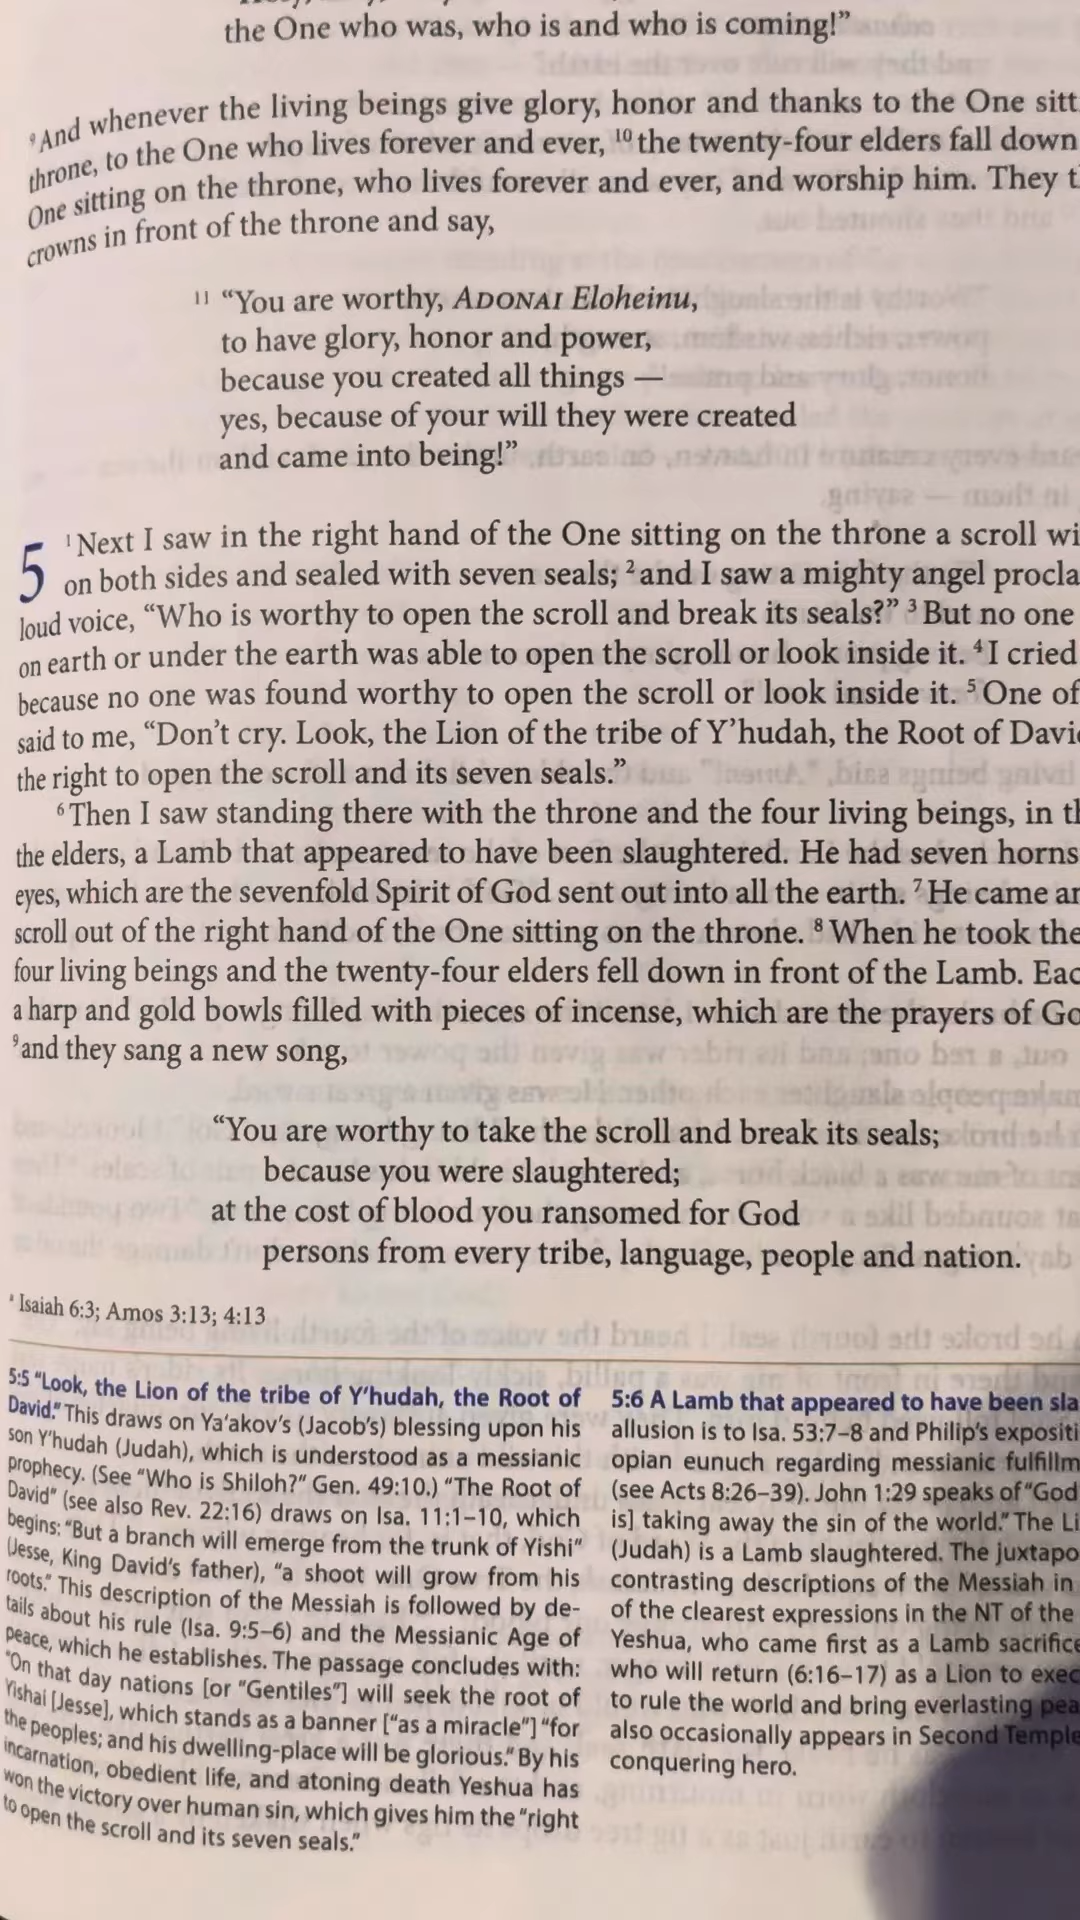 the One who was, who is and who is coming!”
⁹And whenever the living beings give glory, honor and thanks to the One sitt
throne, to the One who lives forever and ever, ¹⁰ the twenty-four elders fall down
One sitting on the throne, who lives forever and ever, and worship him. They t
crowns in front of the throne and say,
¹¹ “You are worthy, ADONAI Eloheinu,
to have glory, honor and power,
because you created all things —
yes, because of your will they were created
and came into being!”
5 ¹ Next I saw in the right hand of the One sitting on the throne a scroll wi
on both sides and sealed with seven seals; ² and I saw a mighty angel procla
loud voice, “Who is worthy to open the scroll and break its seals?” ³ But no one
on earth or under the earth was able to open the scroll or look inside it. ⁴ I cried
because no one was found worthy to open the scroll or look inside it. ⁵ One of
said to me, “Don’t cry. Look, the Lion of the tribe of Y’hudah, the Root of Davi
the right to open the scroll and its seven seals.”
⁶ Then I saw standing there with the throne and the four living beings, in t
the elders, a Lamb that appeared to have been slaughtered. He had seven horns
eyes, which are the sevenfold Spirit of God sent out into all the earth. ⁷ He came an
scroll out of the right hand of the One sitting on the throne. ⁸ When he took the
four living beings and the twenty-four elders fell down in front of the Lamb. Eac
a harp and gold bowls filled with pieces of incense, which are the prayers of Go
⁹ and they sang a new song,
“You are worthy to take the scroll and break its seals;
because you were slaughtered;
at the cost of blood you ransomed for God
persons from every tribe, language, people and nation.
ᵃ Isaiah 6:3; Amos 3:13; 4:13
5:5 “Look, the Lion of the tribe of Y’hudah, the Root of
David.” This draws on Ya‘akov’s (Jacob’s) blessing upon his
son Y’hudah (Judah), which is understood as a messianic
prophecy. (See “Who is Shiloh?” Gen. 49:10.) “The Root of
David” (see also Rev. 22:16) draws on Isa. 11:1–10, which
begins: “But a branch will emerge from the trunk of Yishi”
(Jesse, King David’s father), “a shoot will grow from his
roots.” This description of the Messiah is followed by de-
tails about his rule (Isa. 9:5–6) and the Messianic Age of
peace, which he establishes. The passage concludes with:
“On that day nations [or “Gentiles”] will seek the root of
Yishai [Jesse], which stands as a banner [“as a miracle”] “for
the peoples; and his dwelling-place will be glorious.” By his
incarnation, obedient life, and atoning death Yeshua has
won the victory over human sin, which gives him the “right
to open the scroll and its seven seals.”
5:6 A Lamb that appeared to have been sla
allusion is to Isa. 53:7–8 and Philip’s expositi
opian eunuch regarding messianic fulfillm
(see Acts 8:26–39). John 1:29 speaks of “God
is] taking away the sin of the world.” The Li
(Judah) is a Lamb slaughtered. The juxtapo
contrasting descriptions of the Messiah in
of the clearest expressions in the NT of the
Yeshua, who came first as a Lamb sacrifice
who will return (6:16–17) as a Lion to exec
to rule the world and bring everlasting pea
also occasionally appears in Second Temple
conquering hero.